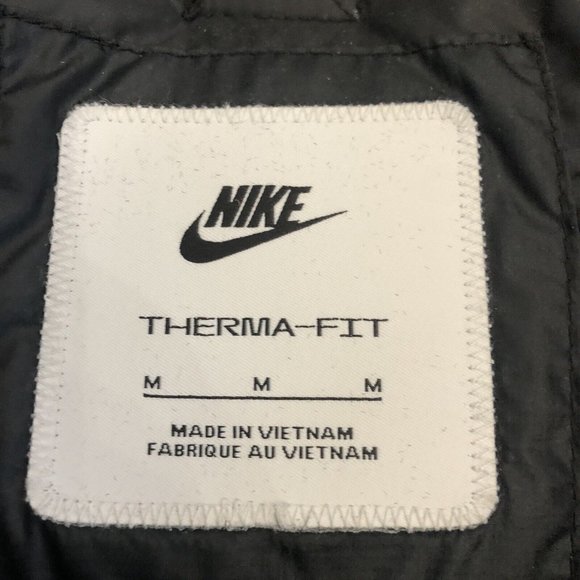 NIKE
THERMA-FIT
M M M
MADE IN VIETNAM
FABRIQUE AU VIETNAM